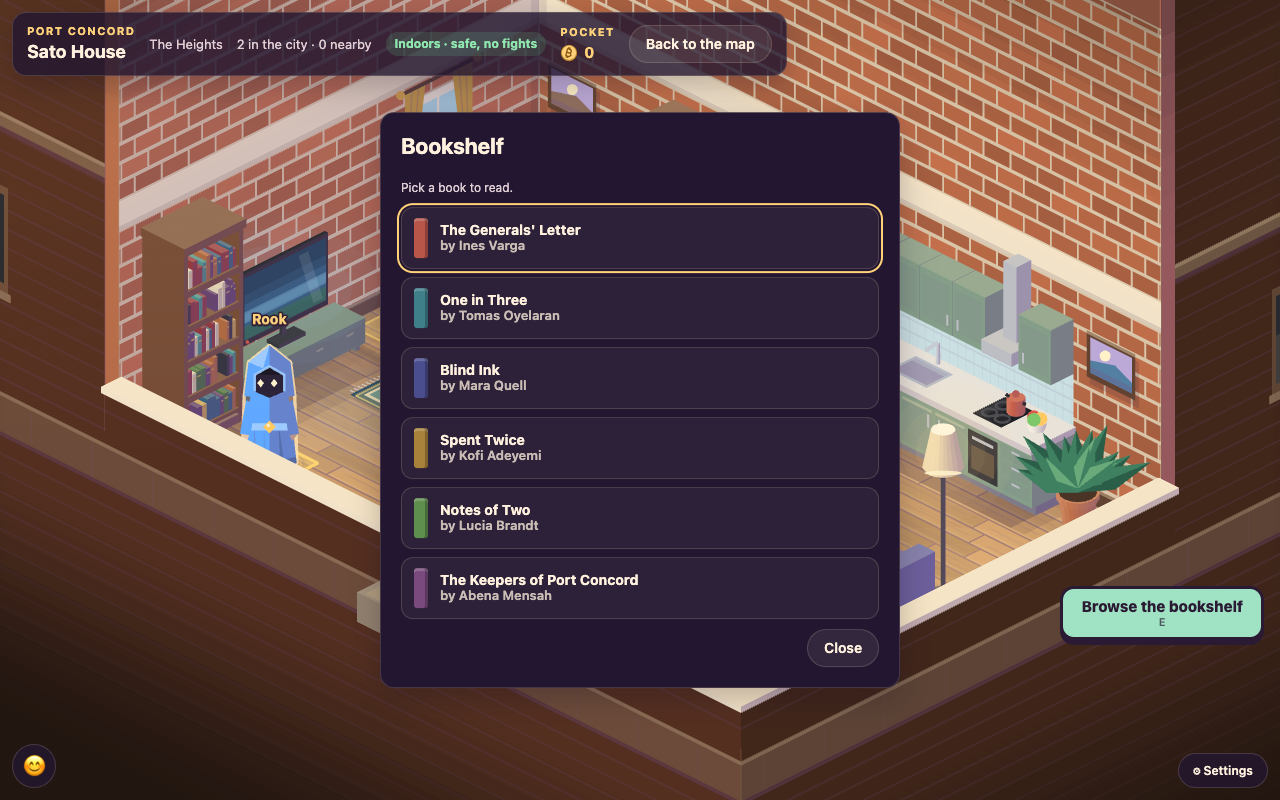 PORT CONCORD
Sato House
The Heights
2 in the city · 0 nearby
Indoors · safe, no fights
POCKET
0
Back to the map
Bookshelf
Pick a book to read.
The Generals' Letter
by Ines Varga
One in Three
by Tomas Oyelaran
Blind Ink
by Mara Quell
Spent Twice
by Kofi Adeyemi
Notes of Two
by Lucia Brandt
The Keepers of Port Concord
by Abena Mensah
Close
Rook
Browse the bookshelf
E
Settings